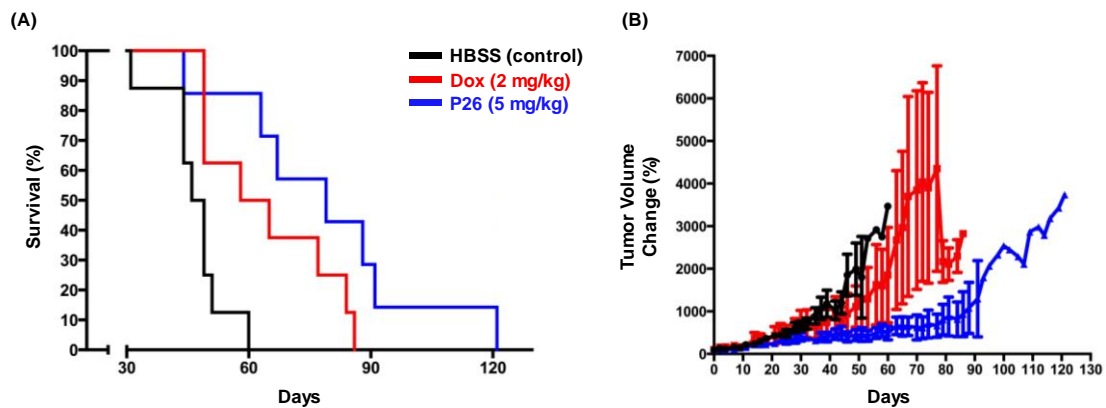 (A)
HBSS (control)
Dox (2 mg/kg)
P26 (5 mg/kg)
Survival (%)
100
90
80
70
60
50
40
30
20
10
0
30 60 90 120
Days
(B)
Tumor Volume
Change (%)
7000
6000
5000
4000
3000
2000
1000
0
0 10 20 30 40 50 60 70 80 90 100 110 120 130
Days